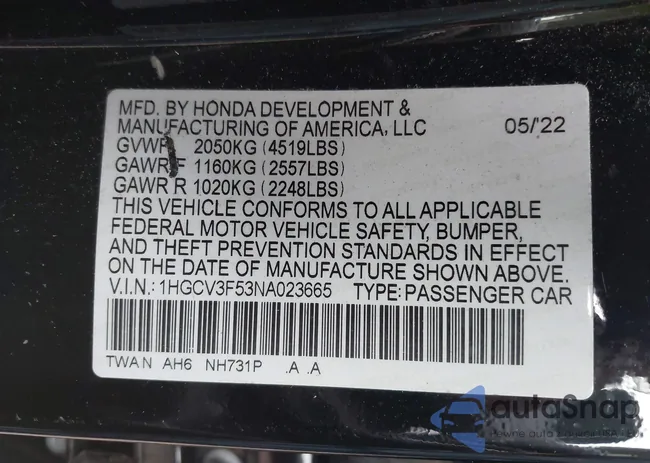 MFD. BY HONDA DEVELOPMENT &
MANUFACTURING OF AMERICA, LLC 05/'22
GVWR 2050KG (4519LBS)
GAWR F 1160KG (2557LBS)
GAWR R 1020KG (2248LBS)
THIS VEHICLE CONFORMS TO ALL APPLICABLE
FEDERAL MOTOR VEHICLE SAFETY, BUMPER,
AND THEFT PREVENTION STANDARDS IN EFFECT
ON THE DATE OF MANUFACTURE SHOWN ABOVE.
V.I.N.: 1HGCV3F53NA023665 TYPE: PASSENGER CAR
TWA N AH6 NH731P .A .A
autoSnap